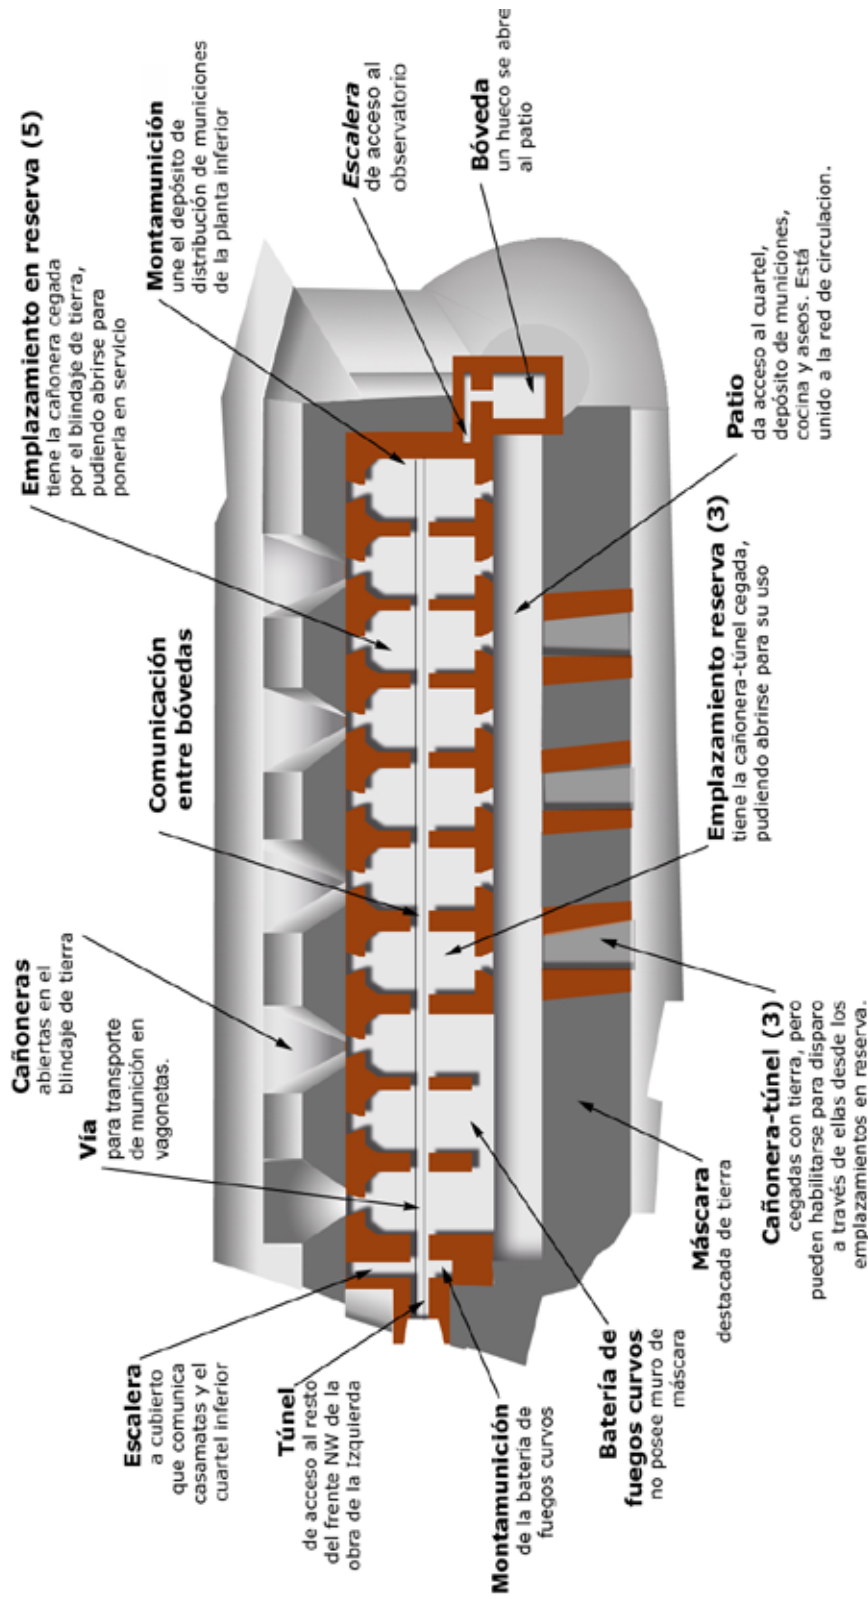 Escalera
a cubierto
que comunica
casamatas y el
cuartel inferior
Vía
para transporte
de munición en
vagonetas.
Cañoneras
abiertas en el
blindaje de tierra
Comunicación
entre bóvedas
Emplazamiento en reserva (5)
tiene la cañonera cegada
por el blindaje de tierra,
pudiendo abrirse para
ponerla en servicio
Montamunición
une el depósito de
distribución de municiones
de la planta inferior
Escalera
de acceso al
observatorio
Bóveda
un hueco se abre
al patio
Túnel
de acceso al resto
del frente NW de la
obra de la Izquierda
Montamunición
de la batería de
fuegos curvos
Batería de
fuegos curvos
no posee muro de
máscara
Máscara
destacada de tierra
Cañonera-túnel (3)
cegadas con tierra, pero
pueden habilitarse para disparo
a través de ellas desde los
emplazamientos en reserva.
Emplazamiento reserva (3)
tiene la cañonera-túnel cegada,
pudiendo abrirse para su uso
Patio
da acceso al cuartel,
depósito de municiones,
cocina y aseos. Está
unido a la red de circulacion.